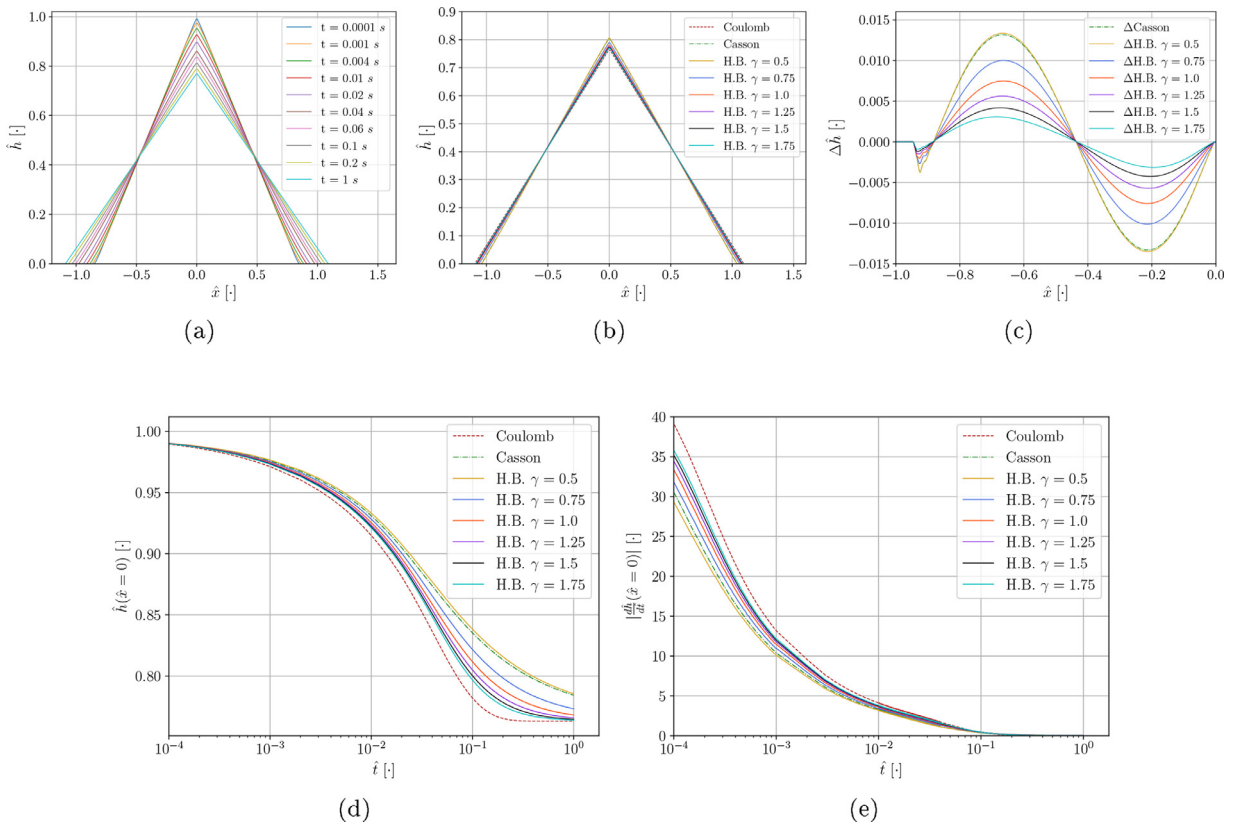 1.0
0.8
0.6
0.4
0.2
0.0
ĥ [·]
−1.0 −0.5 0.0 0.5 1.0 1.5
x̂ [·]
t = 0.0001 s
t = 0.001 s
t = 0.004 s
t = 0.01 s
t = 0.02 s
t = 0.04 s
t = 0.06 s
t = 0.1 s
t = 0.2 s
t = 1 s
(a)
0.9
0.8
0.7
0.6
0.5
0.4
0.3
0.2
0.1
0.0
ĥ [·]
−1.0 −0.5 0.0 0.5 1.0 1.5
x̂ [·]
Coulomb
Casson
H.B. γ = 0.5
H.B. γ = 0.75
H.B. γ = 1.0
H.B. γ = 1.25
H.B. γ = 1.5
H.B. γ = 1.75
(b)
0.015
0.010
0.005
0.000
−0.005
−0.010
−0.015
Δĥ [·]
−1.0 −0.8 −0.6 −0.4 −0.2 0.0
x̂ [·]
ΔCasson
ΔH.B. γ = 0.5
ΔH.B. γ = 0.75
ΔH.B. γ = 1.0
ΔH.B. γ = 1.25
ΔH.B. γ = 1.5
ΔH.B. γ = 1.75
(c)
1.00
0.95
0.90
0.85
0.80
ĥ(x̂ = 0) [·]
10⁻⁴ 10⁻³ 10⁻² 10⁻¹ 10⁰
t̂ [·]
Coulomb
Casson
H.B. γ = 0.5
H.B. γ = 0.75
H.B. γ = 1.0
H.B. γ = 1.25
H.B. γ = 1.5
H.B. γ = 1.75
(d)
40
35
30
25
20
15
10
5
0
|dh/dt(x̂ = 0)| [·]
10⁻⁴ 10⁻³ 10⁻² 10⁻¹ 10⁰
t̂ [·]
Coulomb
Casson
H.B. γ = 0.5
H.B. γ = 0.75
H.B. γ = 1.0
H.B. γ = 1.25
H.B. γ = 1.5
H.B. γ = 1.75
(e)